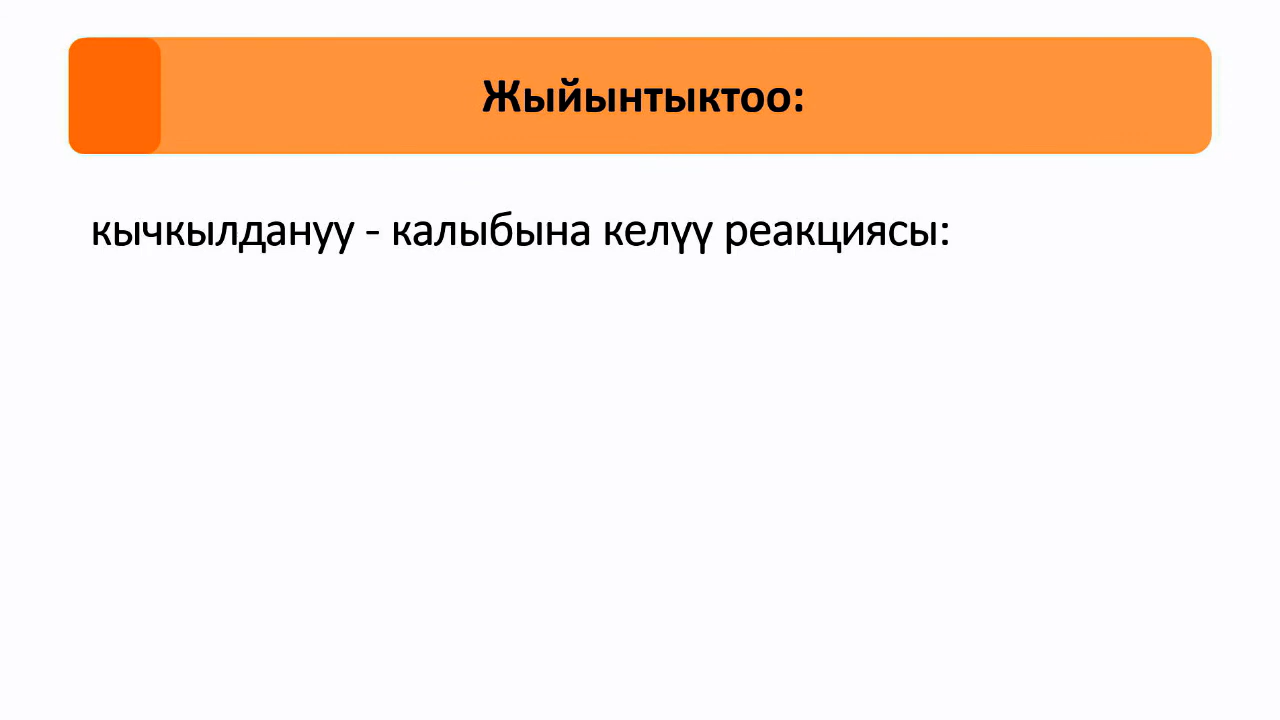 Жыйынтыктоо:
кычкылдануу - калыбына келүү реакциясы: